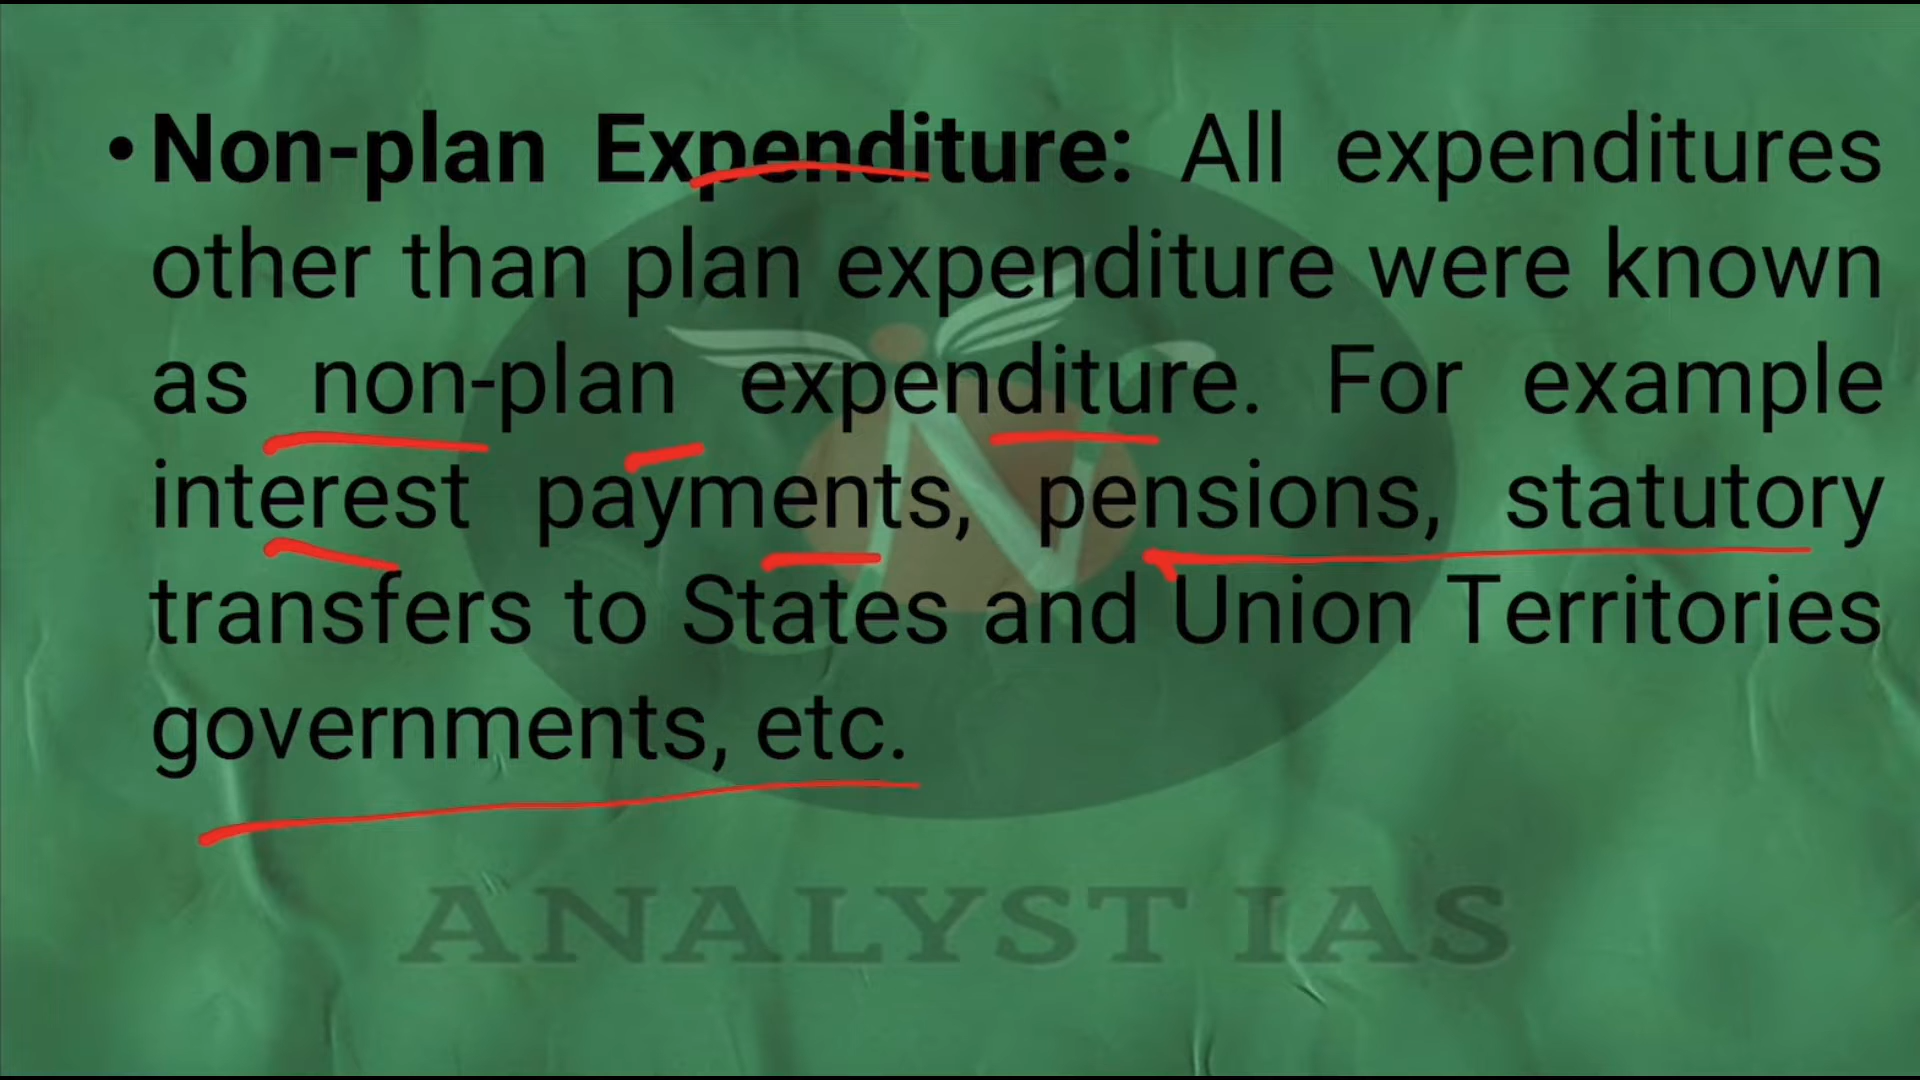 • Non-plan Expenditure: All expenditures
other than plan expenditure were known
as non-plan expenditure. For example
interest payments, pensions, statutory
transfers to States and Union Territories
governments, etc.
ANALYST IAS